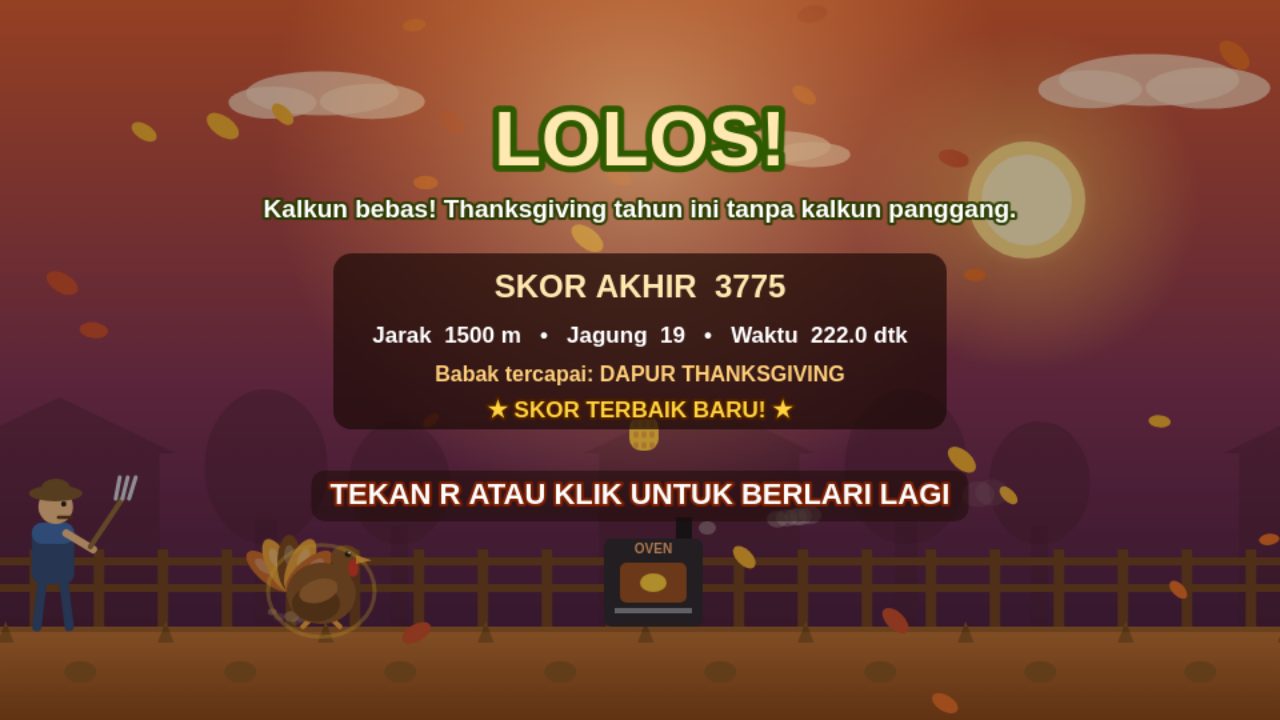 LOLOS!
Kalkun bebas! Thanksgiving tahun ini tanpa kalkun panggang.
SKOR AKHIR 3775
Jarak 1500 m • Jagung 19 • Waktu 222.0 dtk
Babak tercapai: DAPUR THANKSGIVING
★ SKOR TERBAIK BARU! ★
TEKAN R ATAU KLIK UNTUK BERLARI LAGI
OVEN